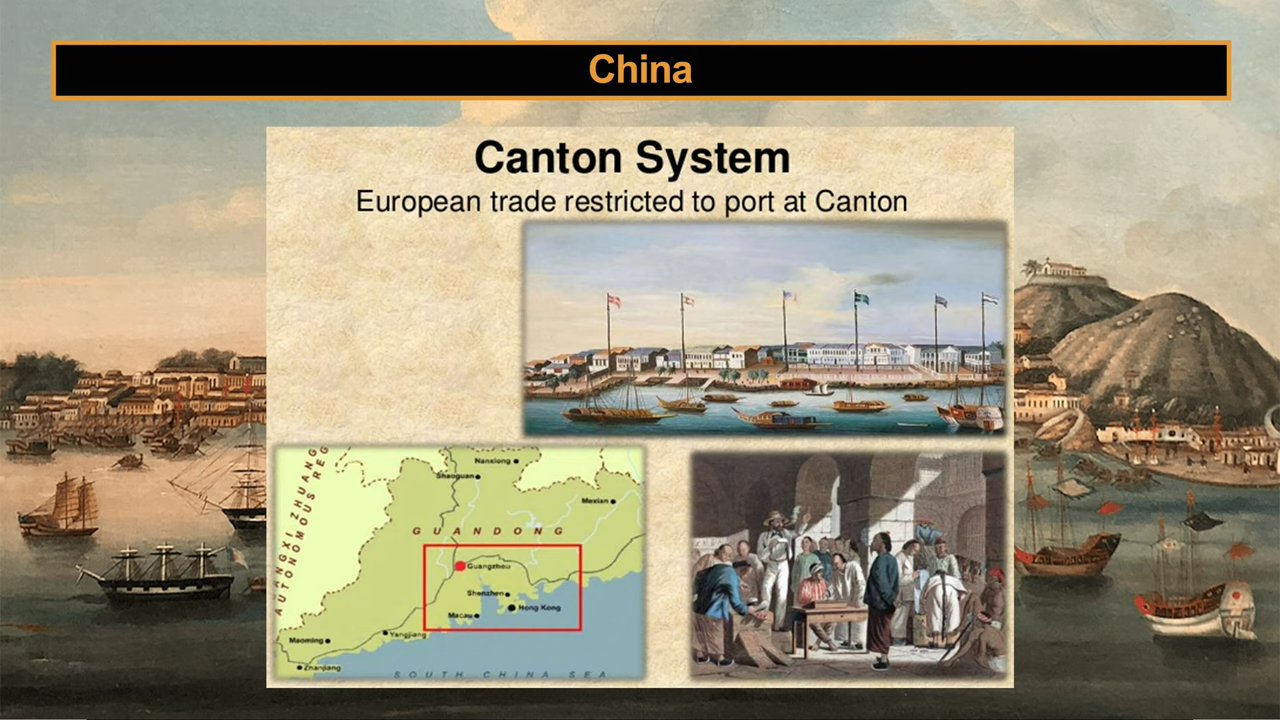 China
Canton System
European trade restricted to port at Canton
Nanxiong
Shaoguan
Mexian
GUANDONG
GUANGXI ZHUANG
AUTONOMOUS REG
Guangzhou
Shenzhen
Macau
Hong Kong
Maoming
Yangjiang
Zhanjiang
SOUTH CHINA SEA